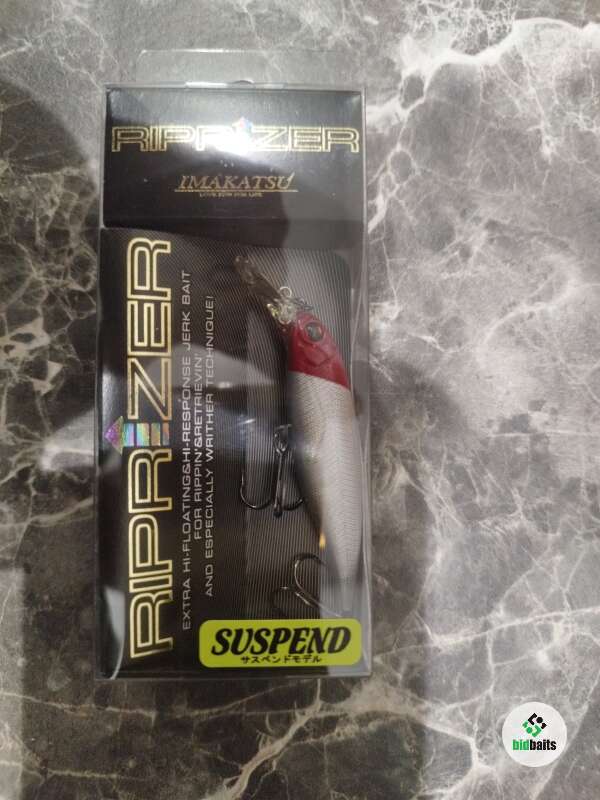 RIPRIZER
IMAKATSU
RIPRIZER
EXTRA HI-FLOATING&HI-RESPONSE JERK BAIT
FOR RIPPIN'&RETRIEVIN'
AND ESPECIALLY WRITHER TECHNIQUE!
SUSPEND
サスペンドモデル
bidbaits